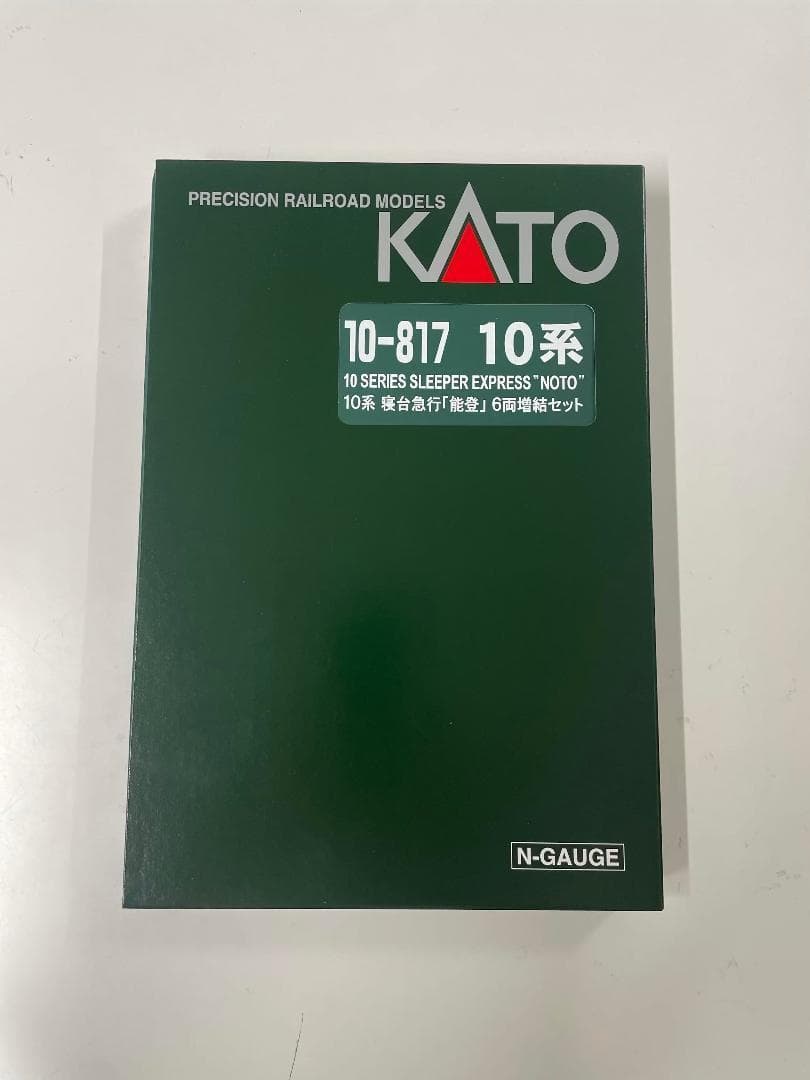 PRECISION RAILROAD MODELS
KATO
10-817 10系
10 SERIES SLEEPER EXPRESS "NOTO"
10系 寝台急行「能登」 6両増結セット
N-GAUGE